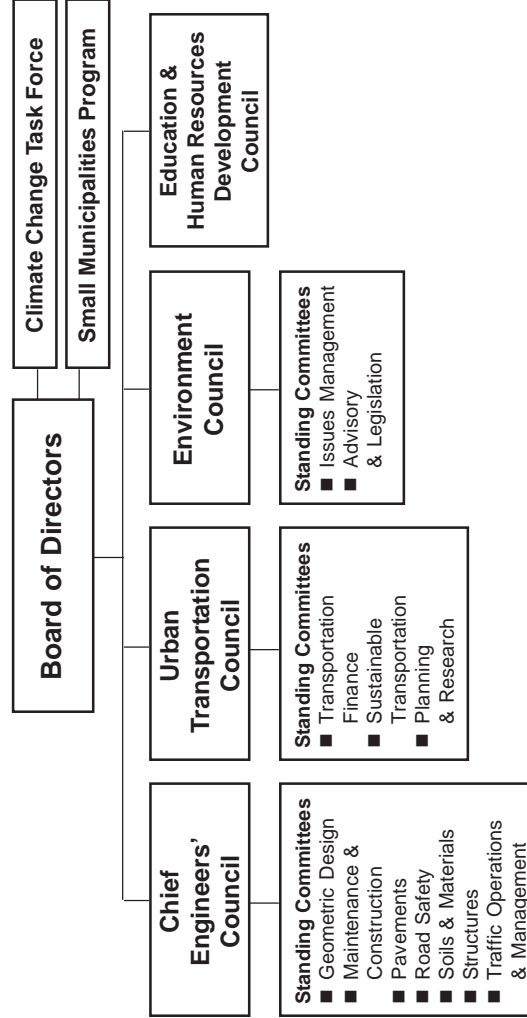 Board of Directors
Climate Change Task Force
Small Municipalities Program
Chief
Engineers’
Council
Urban
Transportation
Council
Environment
Council
Education &
Human Resources
Development
Council
Standing Committees
■ Geometric Design
■ Maintenance &
Construction
■ Pavements
■ Road Safety
■ Soils & Materials
■ Structures
■ Traffic Operations
& Management
Standing Committees
■ Transportation
Finance
■ Sustainable
Transportation
■ Planning
& Research
Standing Committees
■ Issues Management
■ Advisory
& Legislation